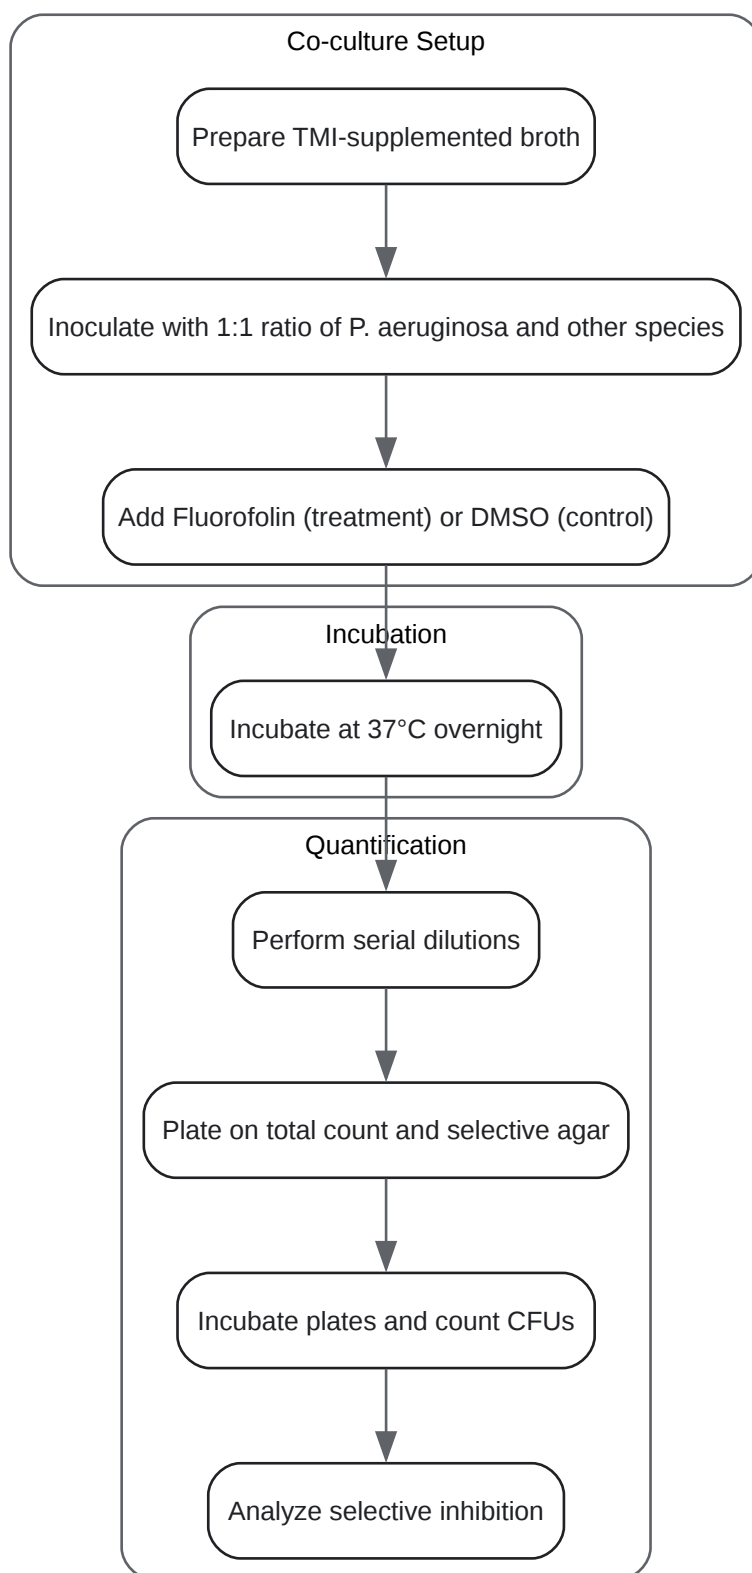 Co-culture Setup
Prepare TMI-supplemented broth
Inoculate with 1:1 ratio of P. aeruginosa and other species
Add Fluorofolin (treatment) or DMSO (control)
Incubation
Incubate at 37°C overnight
Quantification
Perform serial dilutions
Plate on total count and selective agar
Incubate plates and count CFUs
Analyze selective inhibition